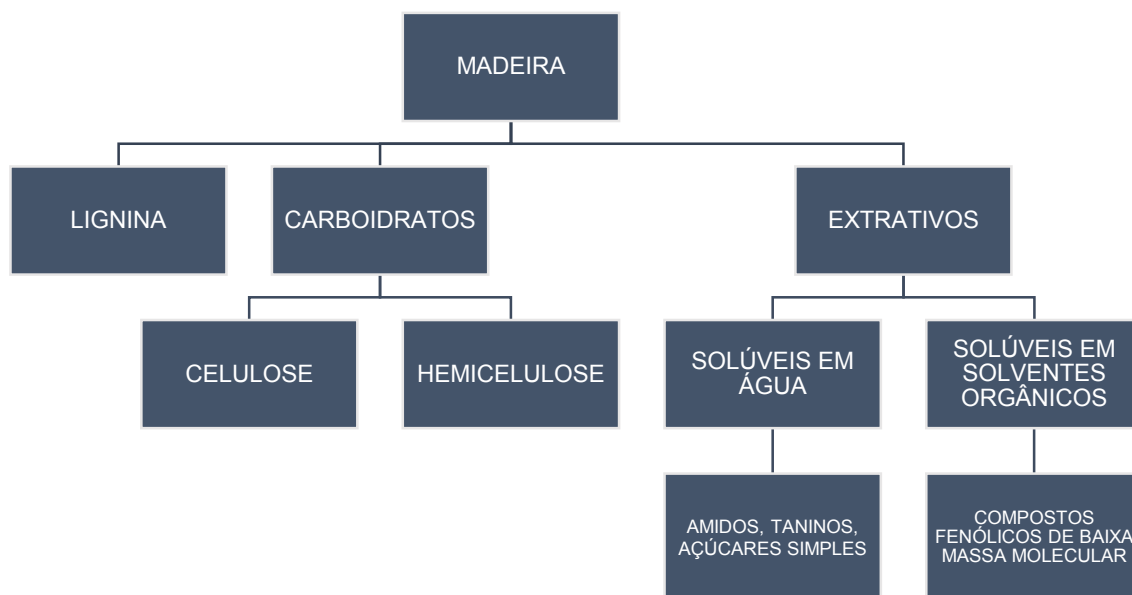 MADEIRA
LIGNINA
CARBOIDRATOS
EXTRATIVOS
CELULOSE
HEMICELULOSE
SOLÚVEIS EM
ÁGUA
SOLÚVEIS EM
SOLVENTES
ORGÂNICOS
AMIDOS, TANINOS,
AÇÚCARES SIMPLES
COMPOSTOS
FENÓLICOS DE BAIXA
MASSA MOLECULAR